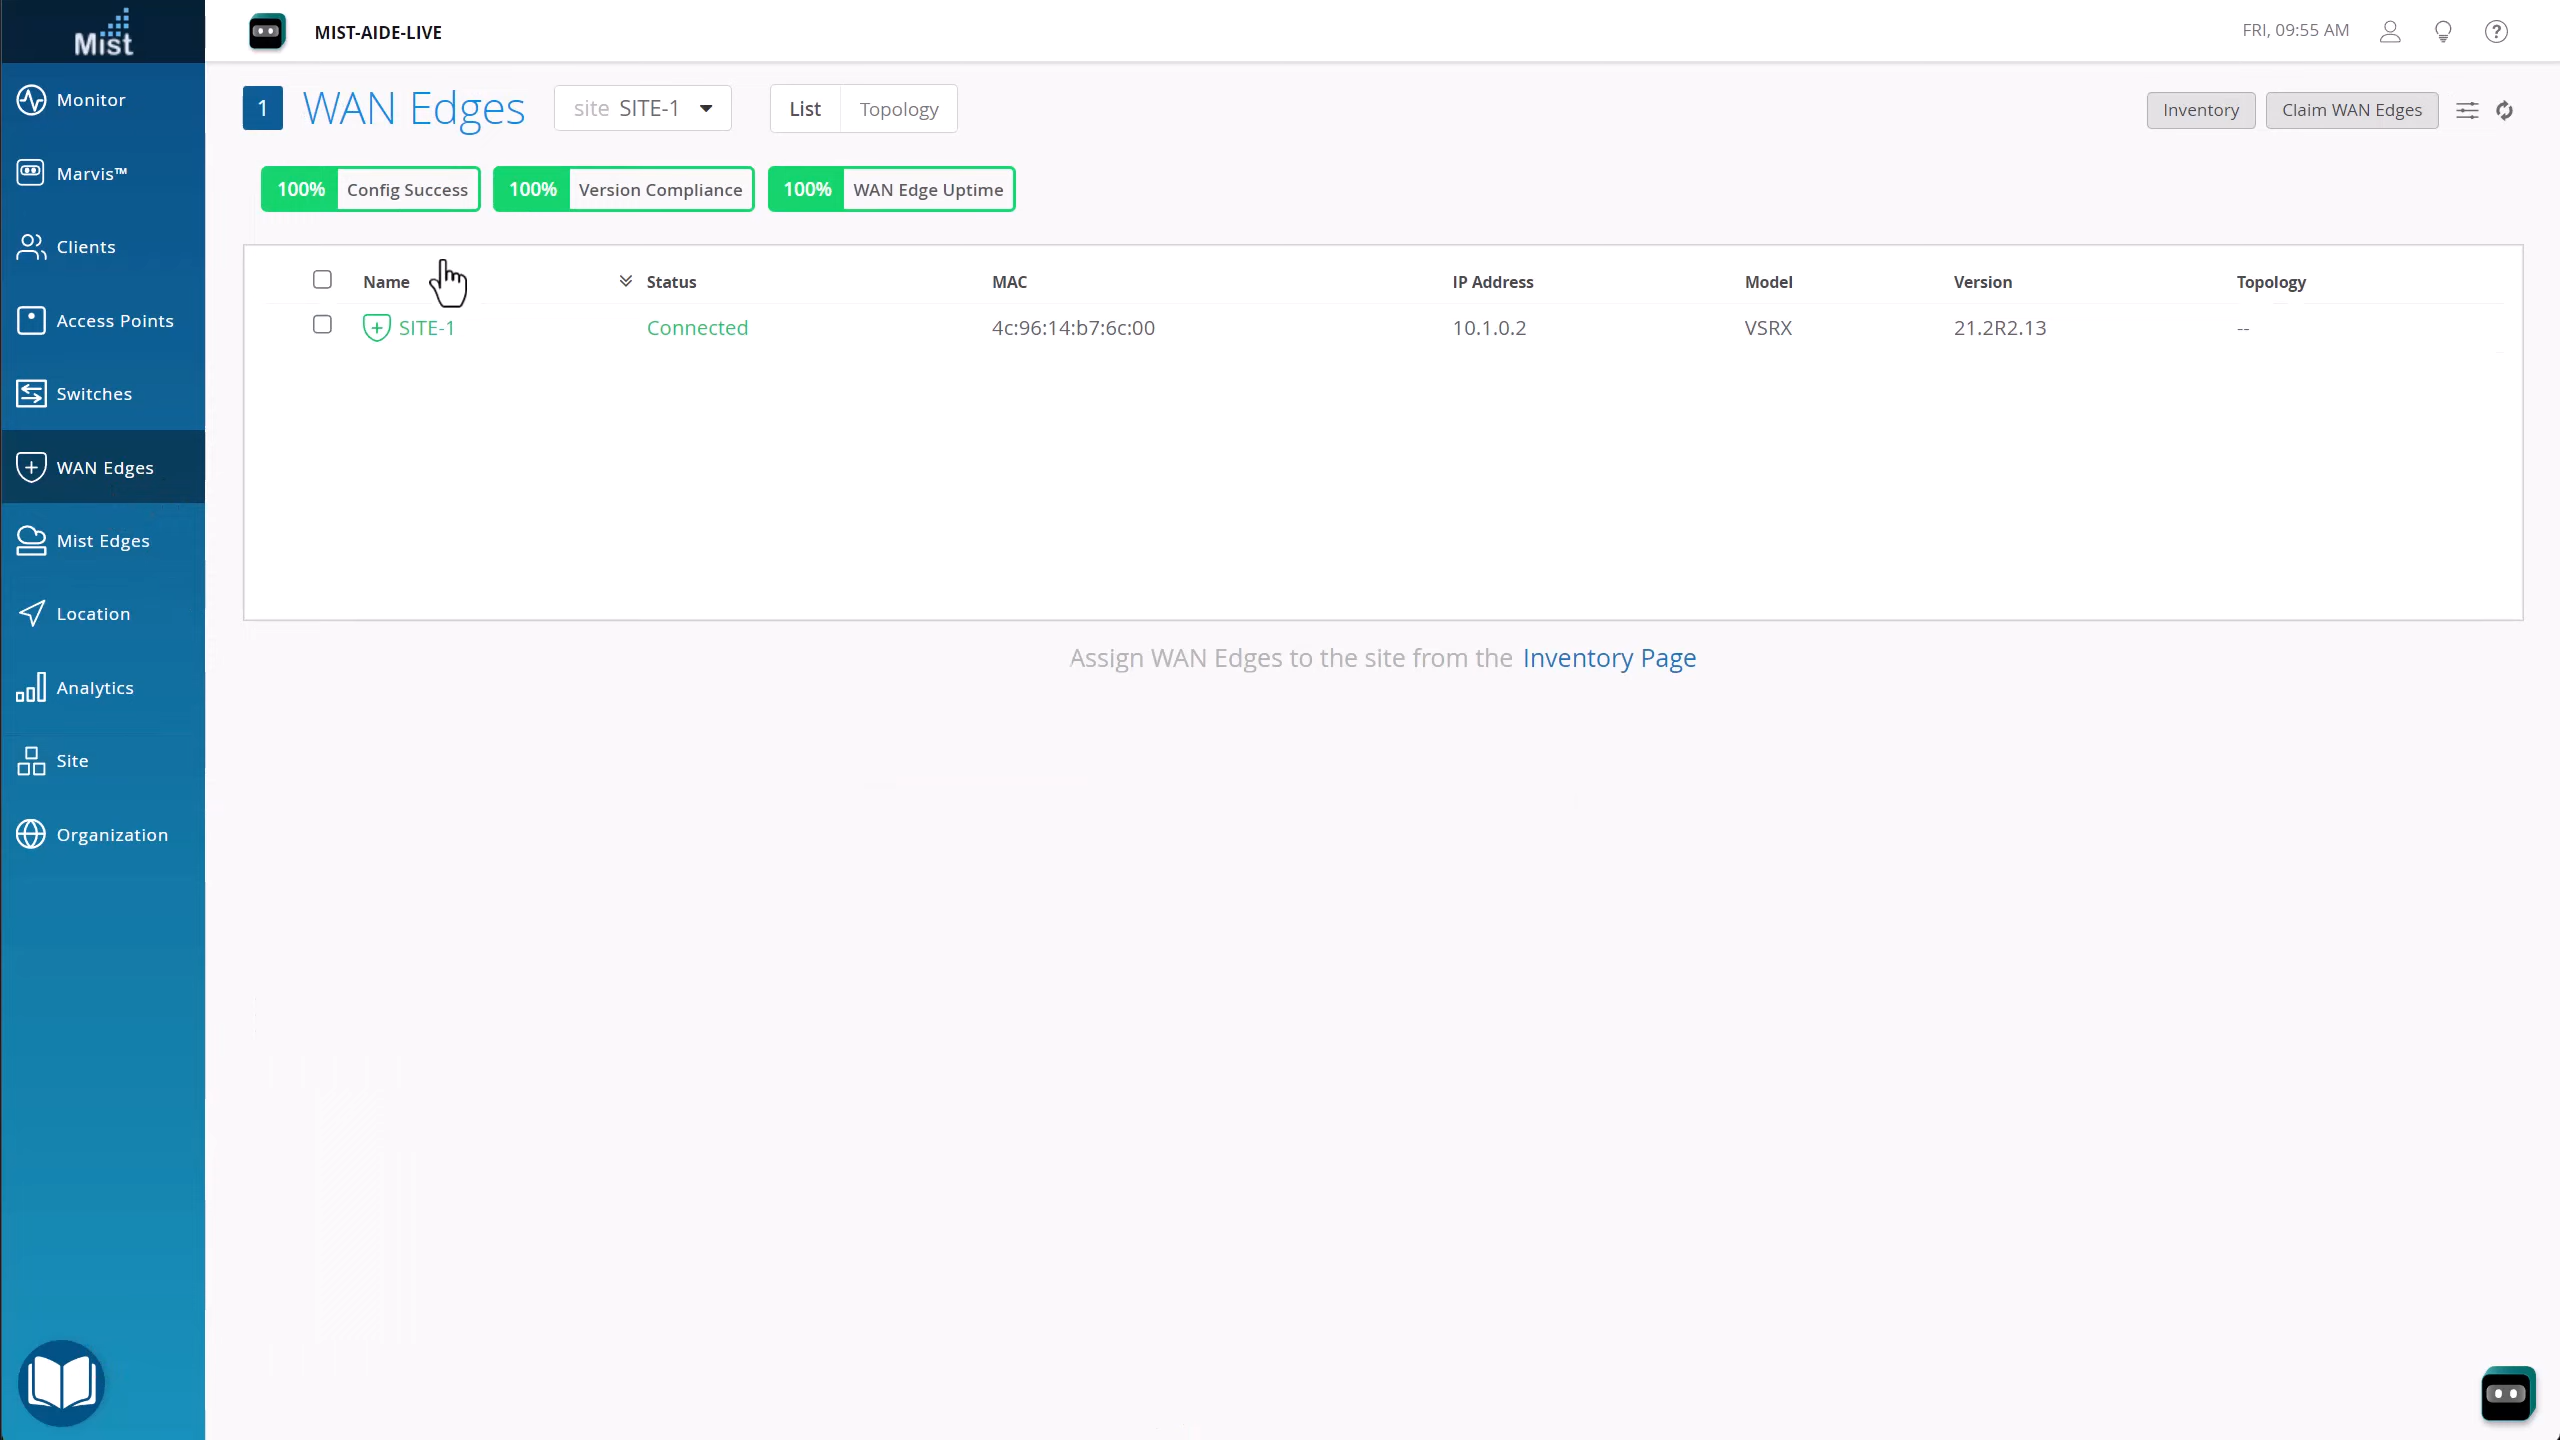 Mist
MIST-AIDE-LIVE
FRI, 09:55 AM
Monitor
Marvis™
Clients
Access Points
Switches
WAN Edges
Mist Edges
Location
Analytics
Site
Organization
1 WAN Edges site SITE-1 List Topology Inventory Claim WAN Edges
100% Config Success 100% Version Compliance 100% WAN Edge Uptime
Name Status MAC IP Address Model Version Topology
SITE-1 Connected 4c:96:14:b7:6c:00 10.1.0.2 VSRX 21.2R2.13 --
Assign WAN Edges to the site from the Inventory Page